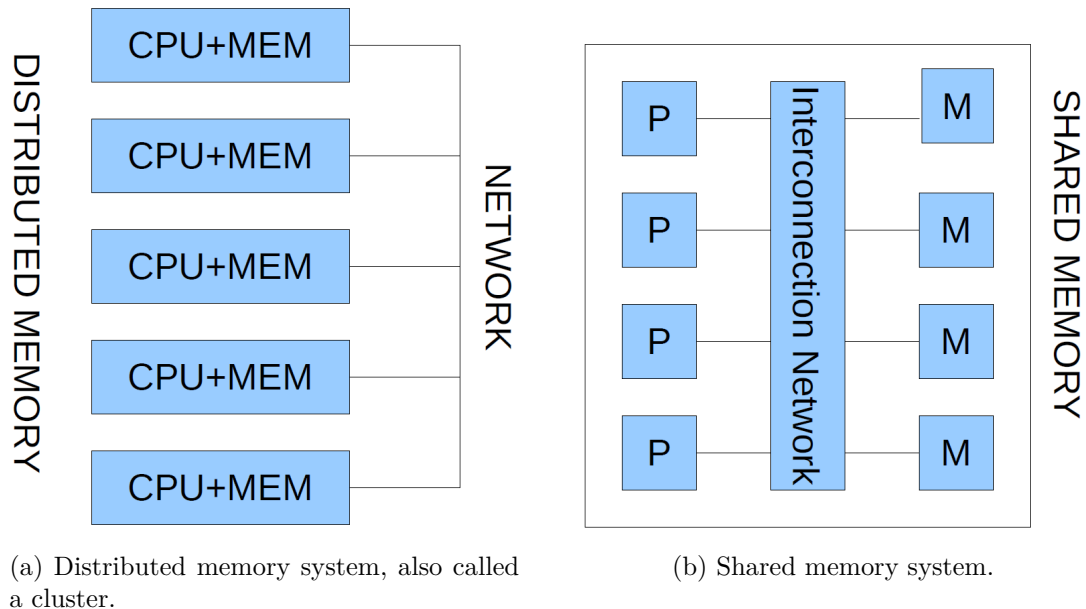 DISTRIBUTED MEMORY
CPU+MEM
CPU+MEM
CPU+MEM
CPU+MEM
CPU+MEM
NETWORK
(a) Distributed memory system, also called
a cluster.
P
P
P
P
Interconnection Network
M
M
M
M
SHARED MEMORY
(b) Shared memory system.